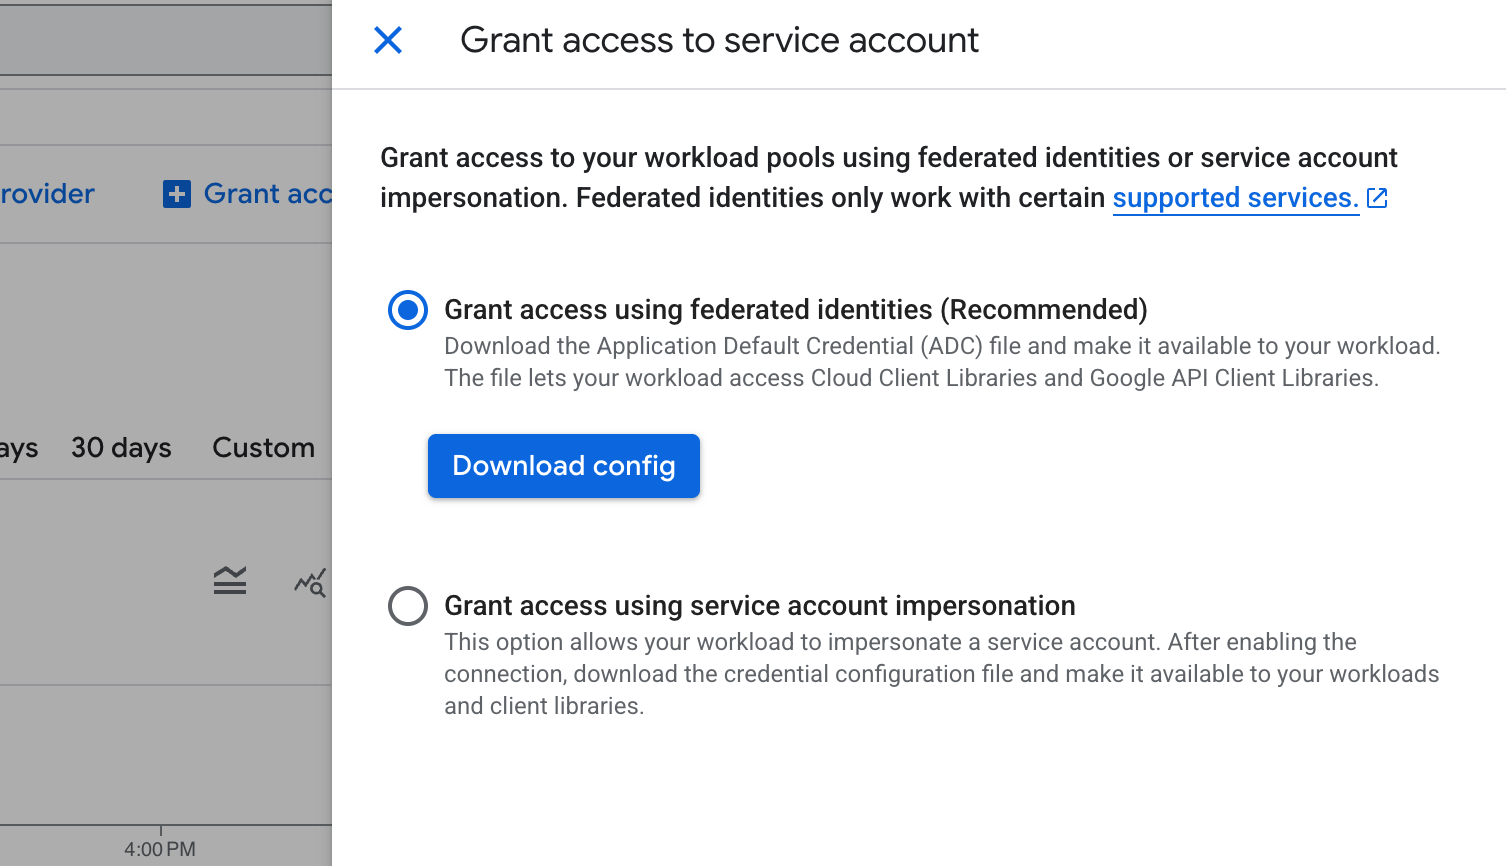 Grant access to service account
Grant access to your workload pools using federated identities or service account
impersonation. Federated identities only work with certain supported services.
rovider
Grant acc
Grant access using federated identities (Recommended)
Download the Application Default Credential (ADC) file and make it available to your workload.
The file lets your workload access Cloud Client Libraries and Google API Client Libraries.
ays 30 days Custom
Download config
Grant access using service account impersonation
This option allows your workload to impersonate a service account. After enabling the
connection, download the credential configuration file and make it available to your workloads
and client libraries.
4:00 PM